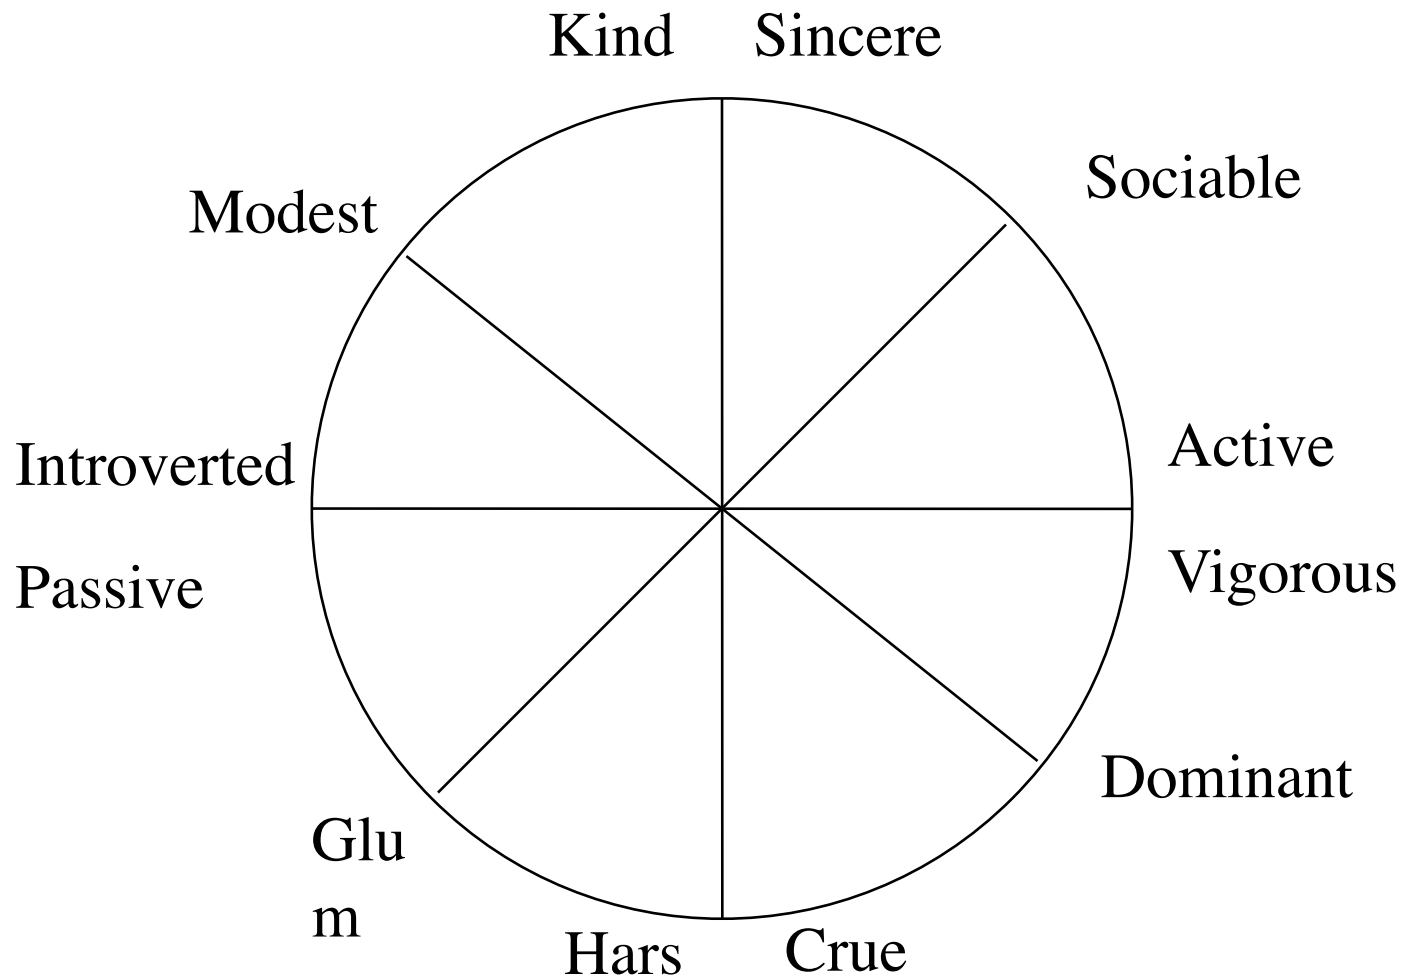 Kind Sincere
Sociable
Modest
Active
Introverted
Vigorous
Passive
Dominant
Glu
m
Hars
Crue